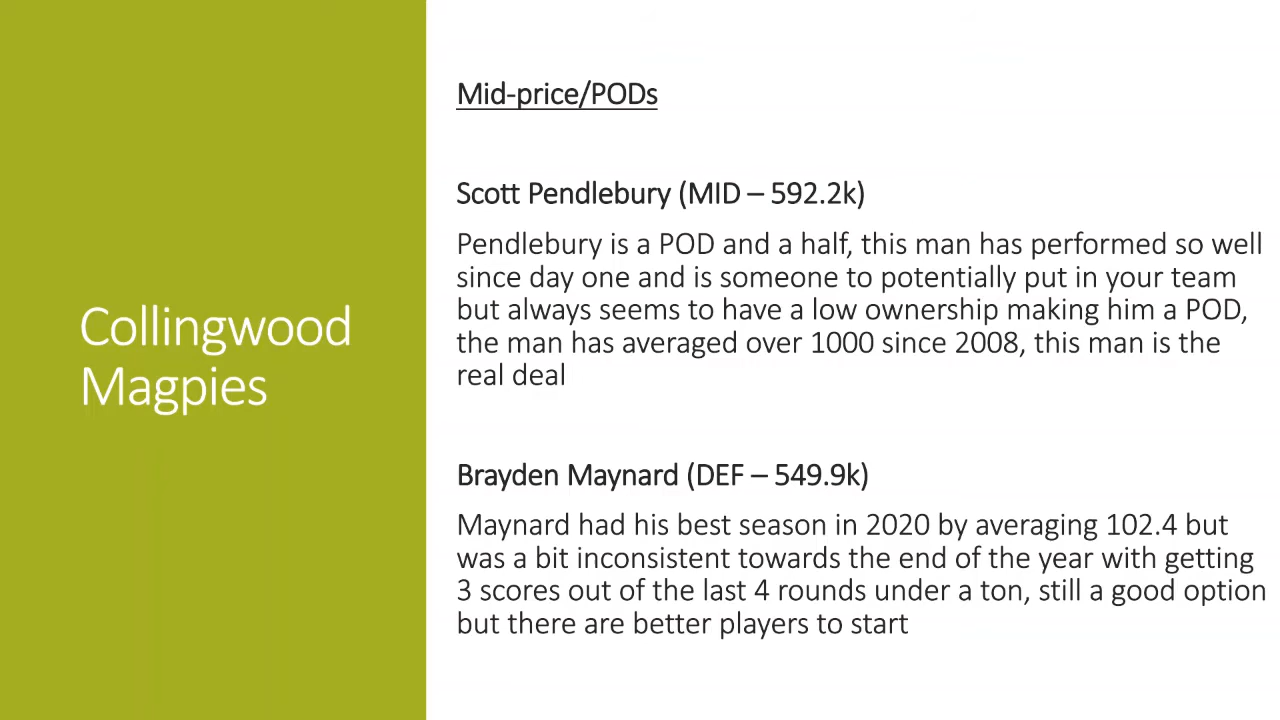 Collingwood
Magpies
Mid-price/PODs
Scott Pendlebury (MID – 592.2k)
Pendlebury is a POD and a half, this man has performed so well
since day one and is someone to potentially put in your team
but always seems to have a low ownership making him a POD,
the man has averaged over 1000 since 2008, this man is the
real deal
Brayden Maynard (DEF – 549.9k)
Maynard had his best season in 2020 by averaging 102.4 but
was a bit inconsistent towards the end of the year with getting
3 scores out of the last 4 rounds under a ton, still a good option
but there are better players to start